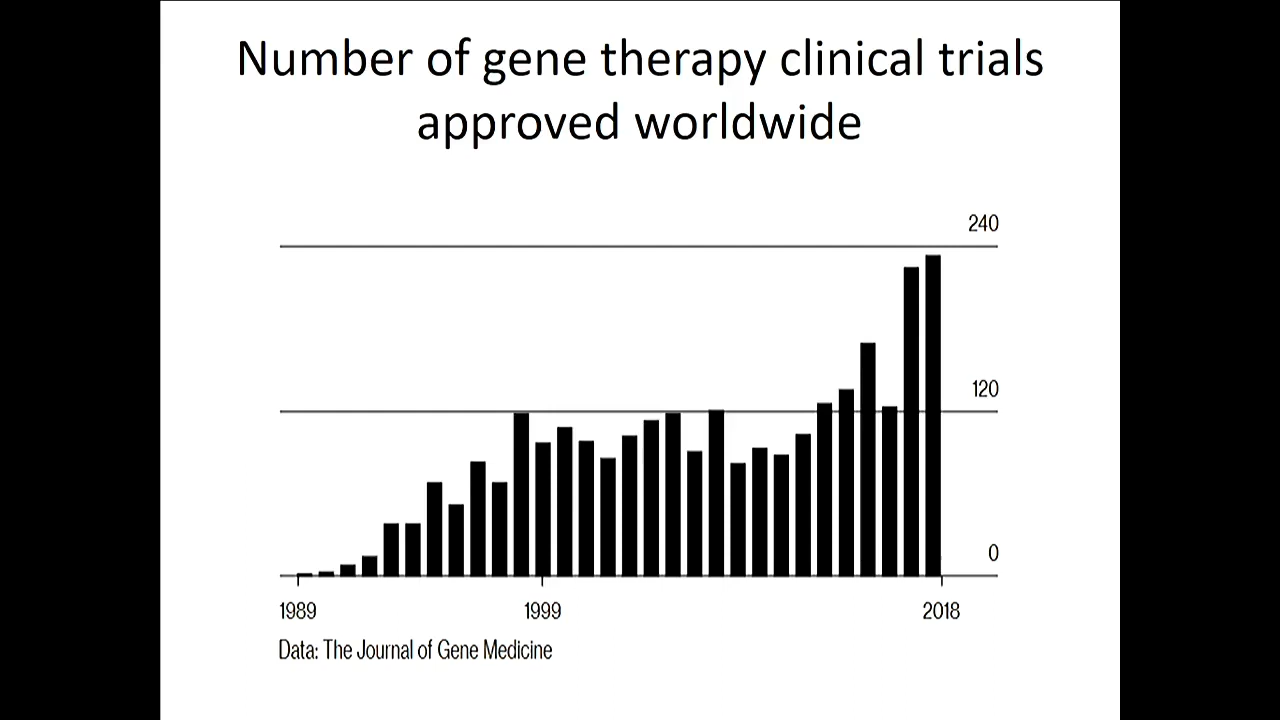 Number of gene therapy clinical trials
approved worldwide
240
120
0
1989 1999 2018
Data: The Journal of Gene Medicine